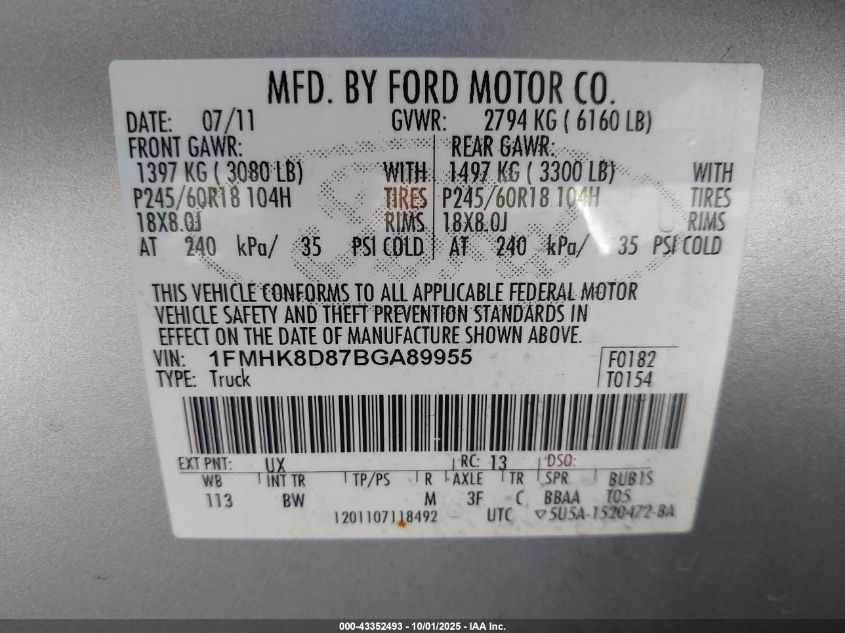 MFD. BY FORD MOTOR CO.
DATE: 07/11 GVWR: 2794 KG ( 6160 LB)
FRONT GAWR: REAR GAWR:
1397 KG ( 3080 LB) WITH 1497 KG ( 3300 LB) WITH
P245/60R18 104H TIRES P245/60R18 104H TIRES
18X8.0J RIMS 18X8.0J RIMS
AT 240 kPa/ 35 PSI COLD AT 240 kPa/ 35 PSI COLD
THIS VEHICLE CONFORMS TO ALL APPLICABLE FEDERAL MOTOR
VEHICLE SAFETY AND THEFT PREVENTION STANDARDS IN
EFFECT ON THE DATE OF MANUFACTURE SHOWN ABOVE.
VIN: 1FMHK8D87BGA89955 F0182
TYPE: Truck T0154
EXT PNT: UX RC: 13 DSO:
WB INT TR TP/PS R AXLE TR SPR BUB1S
113 BW M 3F C BBAA T05
1201107118492 UTC ▽5U5A-1520472-BA
000-43352493 - 10/01/2025 - IAA Inc.